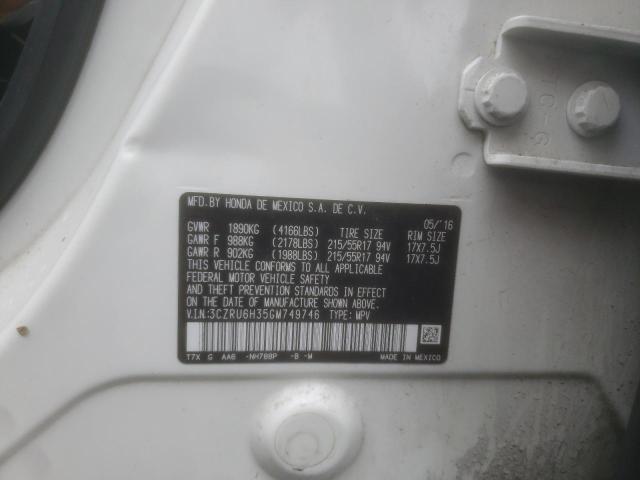 MFD.BY HONDA DE MEXICO S.A. DE C.V.
05/'16
GVWR 1890KG (4166LBS) TIRE SIZE RIM SIZE
GAWR F 988KG (2178LBS) 215/55R17 94V 17X7.5J
GAWR R 902KG (1988LBS) 215/55R17 94V 17X7.5J
THIS VEHICLE CONFORMS TO ALL APPLICABLE
FEDERAL MOTOR VEHICLE SAFETY AND
THEFT PREVENTION STANDARDS IN EFFECT
ON THE DATE OF MANUFACTURE SHOWN ABOVE.
V.I.N:3CZRU6H35GM749746 TYPE: MPV
T7X G AA6 -NH788P -B -M MADE IN MEXICO